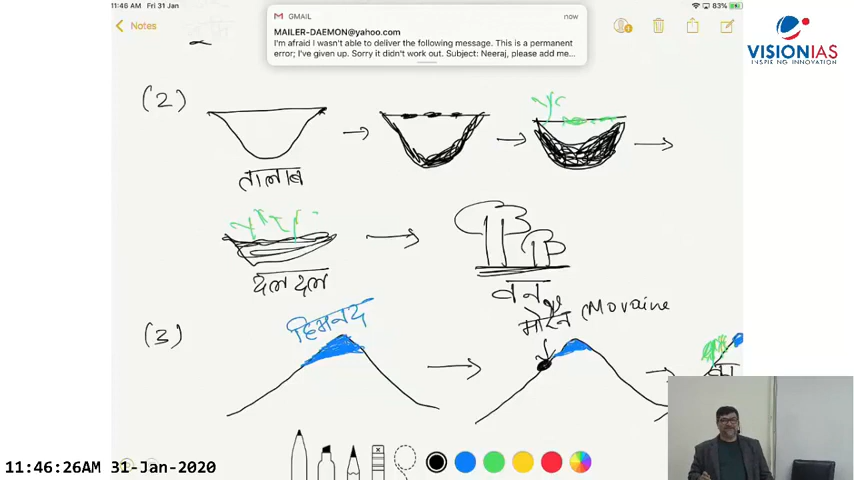 11:46 AM Fri 31 Jan
83%
Notes
GMAIL
now
MAILER-DAEMON@yahoo.com
I'm afraid I wasn't able to deliver the following message. This is a permanent
error; I've given up. Sorry it didn't work out. Subject: Neeraj, please add me...
VISIONIAS
INSPIRING INNOVATION
(2)
तालाब
दलदल
वन
(3)
हिमनद
मोरेन (Moraine
11:46:26AM 31-Jan-2020